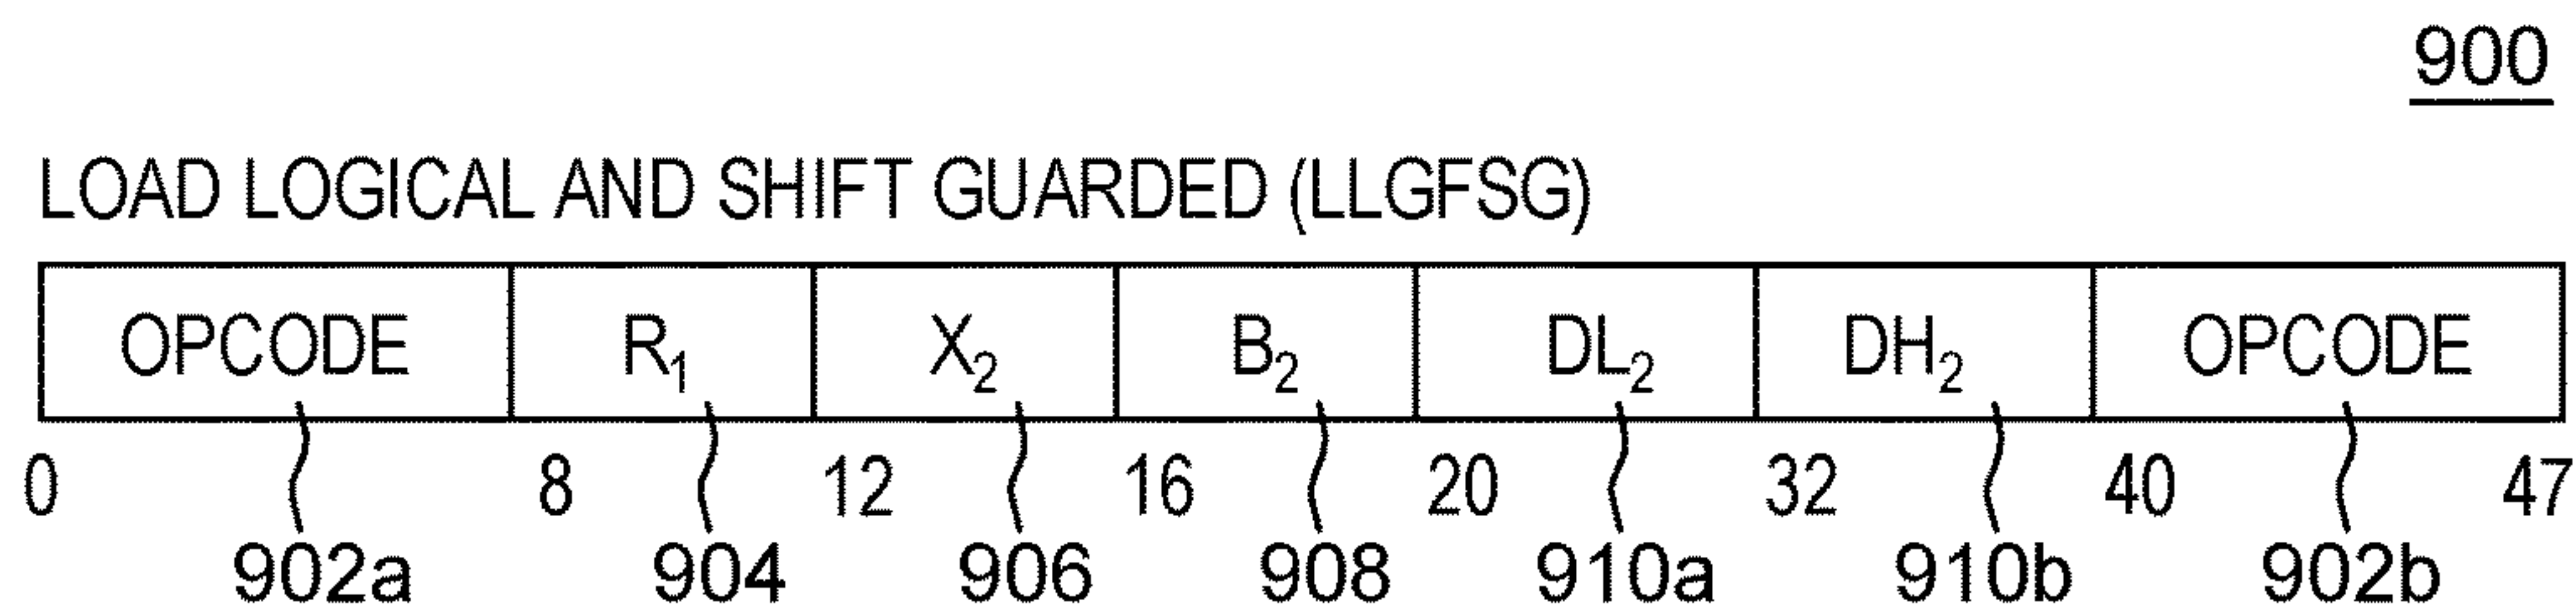 900
LOAD LOGICAL AND SHIFT GUARDED (LLGFSG)
OPCODE R₁ X₂ B₂ DL₂ DH₂ OPCODE
0 8 12 16 20 32 40 47
902a 904 906 908 910a 910b 902b